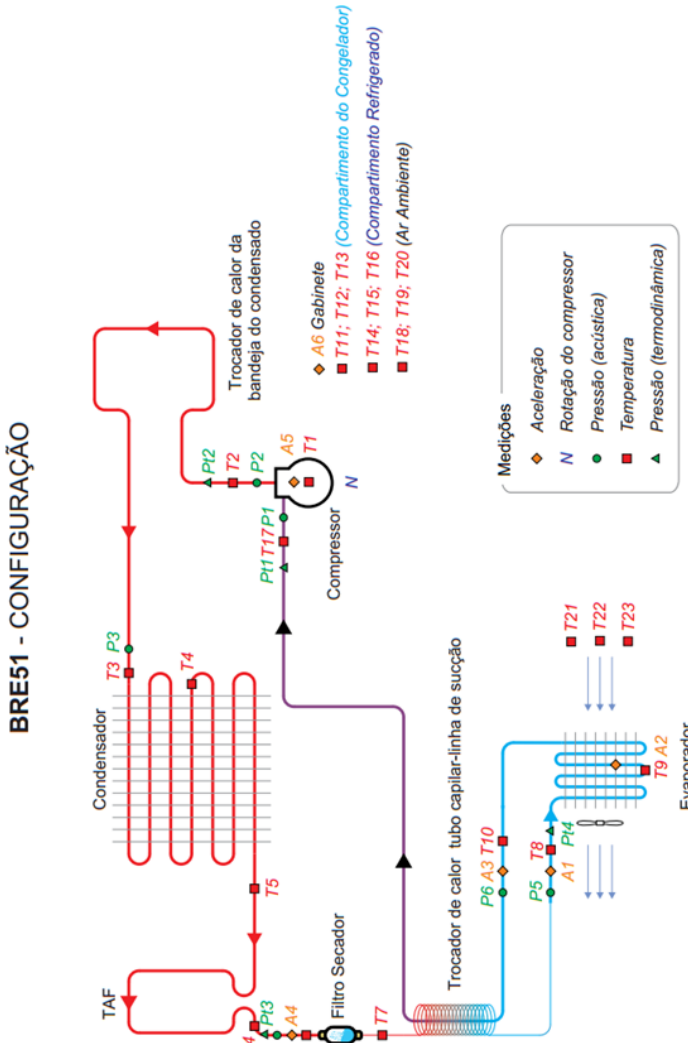 BRE51 - CONFIGURAÇÃO
Condensador
TAF
T3
P3
T4
T5
4
Pt3
A4
Filtro Secador
T7
Pt2
T2
P2
A5
T1
N
Pt1
T17
P1
Compressor
Trocador de calor da
bandeja do condensado
A6 Gabinete
T11; T12; T13 (Compartimento do Congelador)
T14; T15; T16 (Compartimento Refrigerado)
T18; T19; T20 (Ar Ambiente)
Trocador de calor tubo capilar-linha de sucção
P6
A3
T10
P5
A1
T8
Pt4
T9
A2
Evaporador
T21
T22
T23
Medições
Aceleração
N Rotação do compressor
Pressão (acústica)
Temperatura
Pressão (termodinâmica)